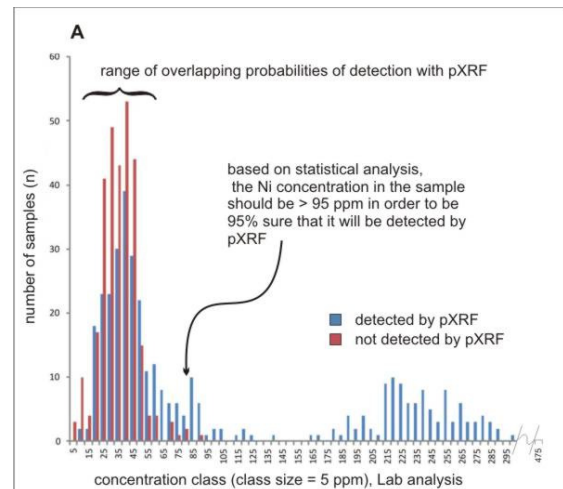 A
60
range of overlapping probabilities of detection with pXRF
50
40
30
20
10
0
number of samples (n)
based on statistical analysis,
the Ni concentration in the sample
should be > 95 ppm in order to be
95% sure that it will be detected by
pXRF
detected by pXRF
not detected by pXRF
5 15 25 35 45 55 65 75 85 95 105 115 125 135 145 155 165 175 185 195 205 215 225 235 245 255 265 275 285 295 475
concentration class (class size = 5 ppm), Lab analysis